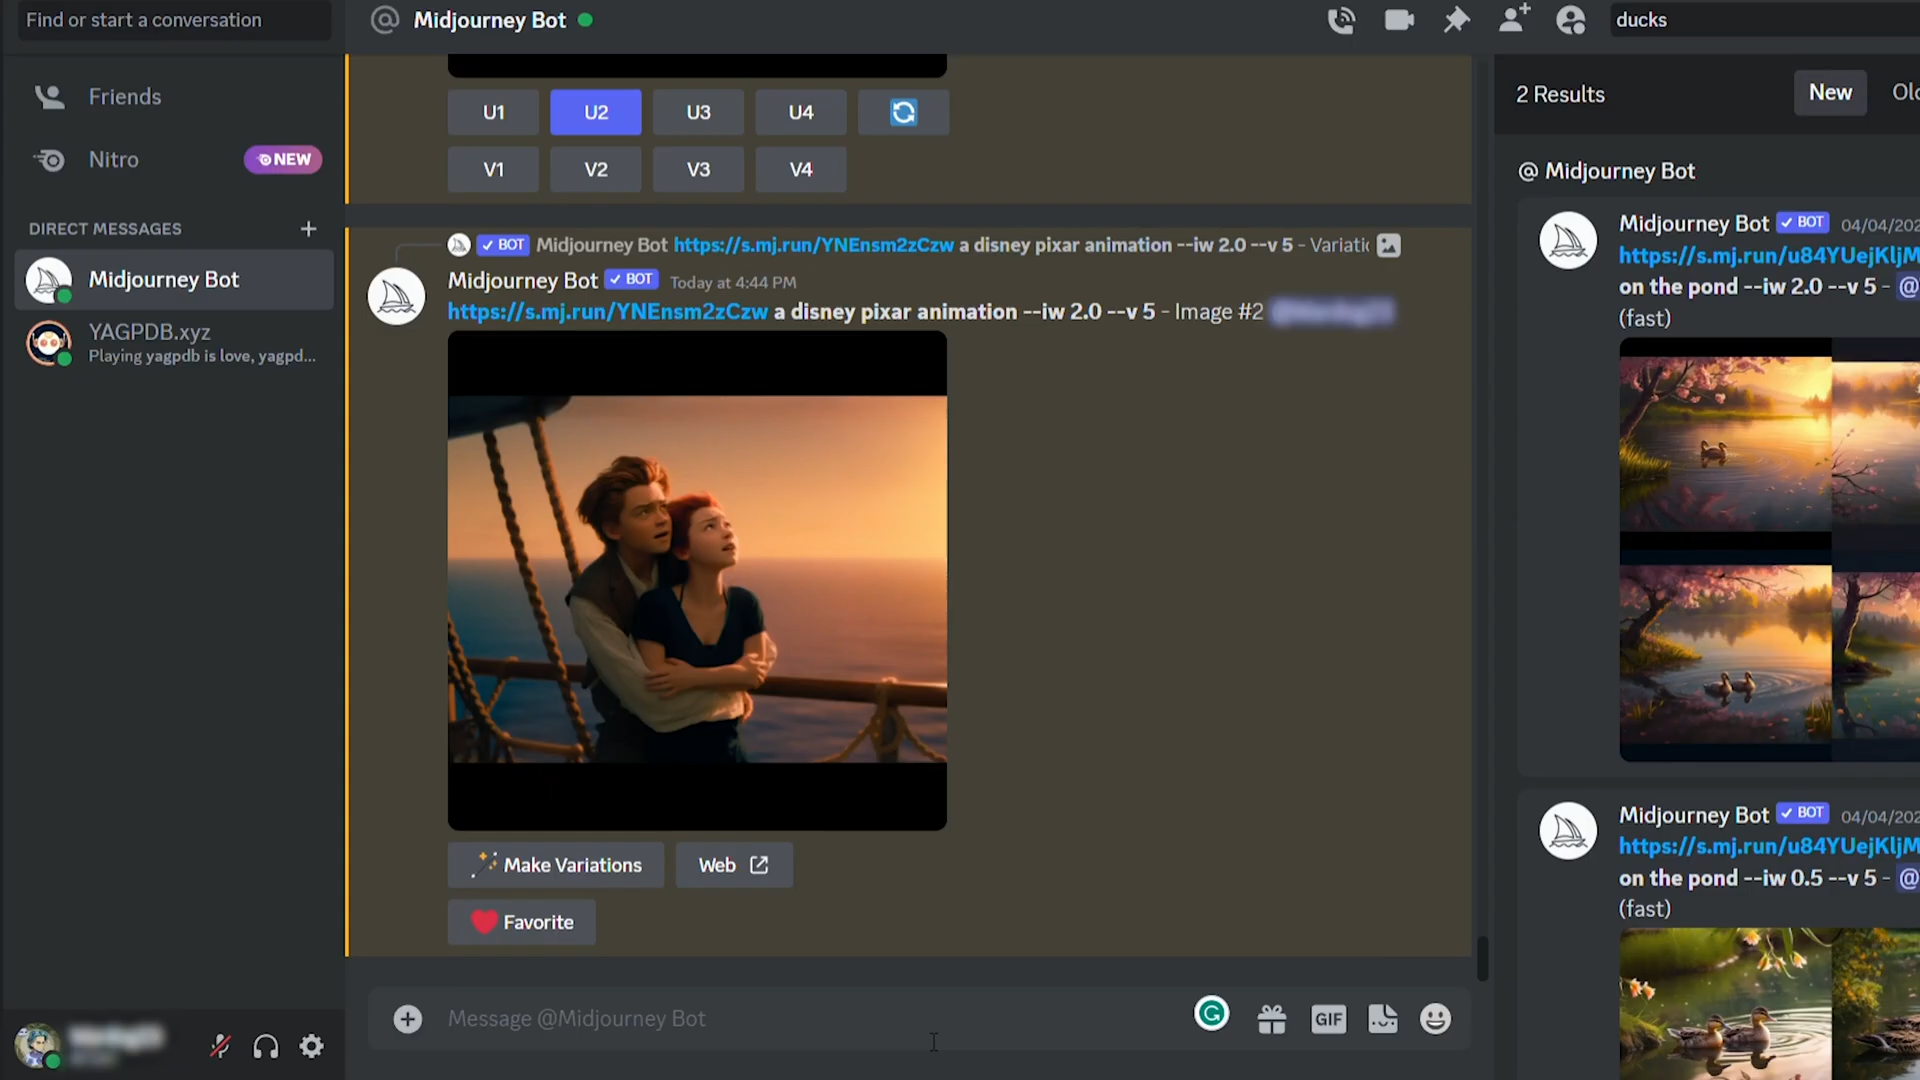 Find or start a conversation
Friends
Nitro
NEW
DIRECT MESSAGES
Midjourney Bot
YAGPDB.xyz
Playing yagpdb is love, yagpd...
Midjourney Bot
U1 U2 U3 U4
V1 V2 V3 V4
BOT Midjourney Bot https://s.mj.run/YNEnsm2zCzw a disney pixar animation --iw 2.0 --v 5 - Variatic
Midjourney Bot BOT Today at 4:44 PM
https://s.mj.run/YNEnsm2zCzw a disney pixar animation --iw 2.0 --v 5 - Image #2
Make Variations Web
Favorite
Message @Midjourney Bot
GIF
ducks
2 Results New Old
@ Midjourney Bot
Midjourney Bot BOT 04/04/202
https://s.mj.run/u84YUejKljM
on the pond --iw 2.0 --v 5 - @
(fast)
Midjourney Bot BOT 04/04/202
https://s.mj.run/u84YUejKljM
on the pond --iw 0.5 --v 5 - @
(fast)